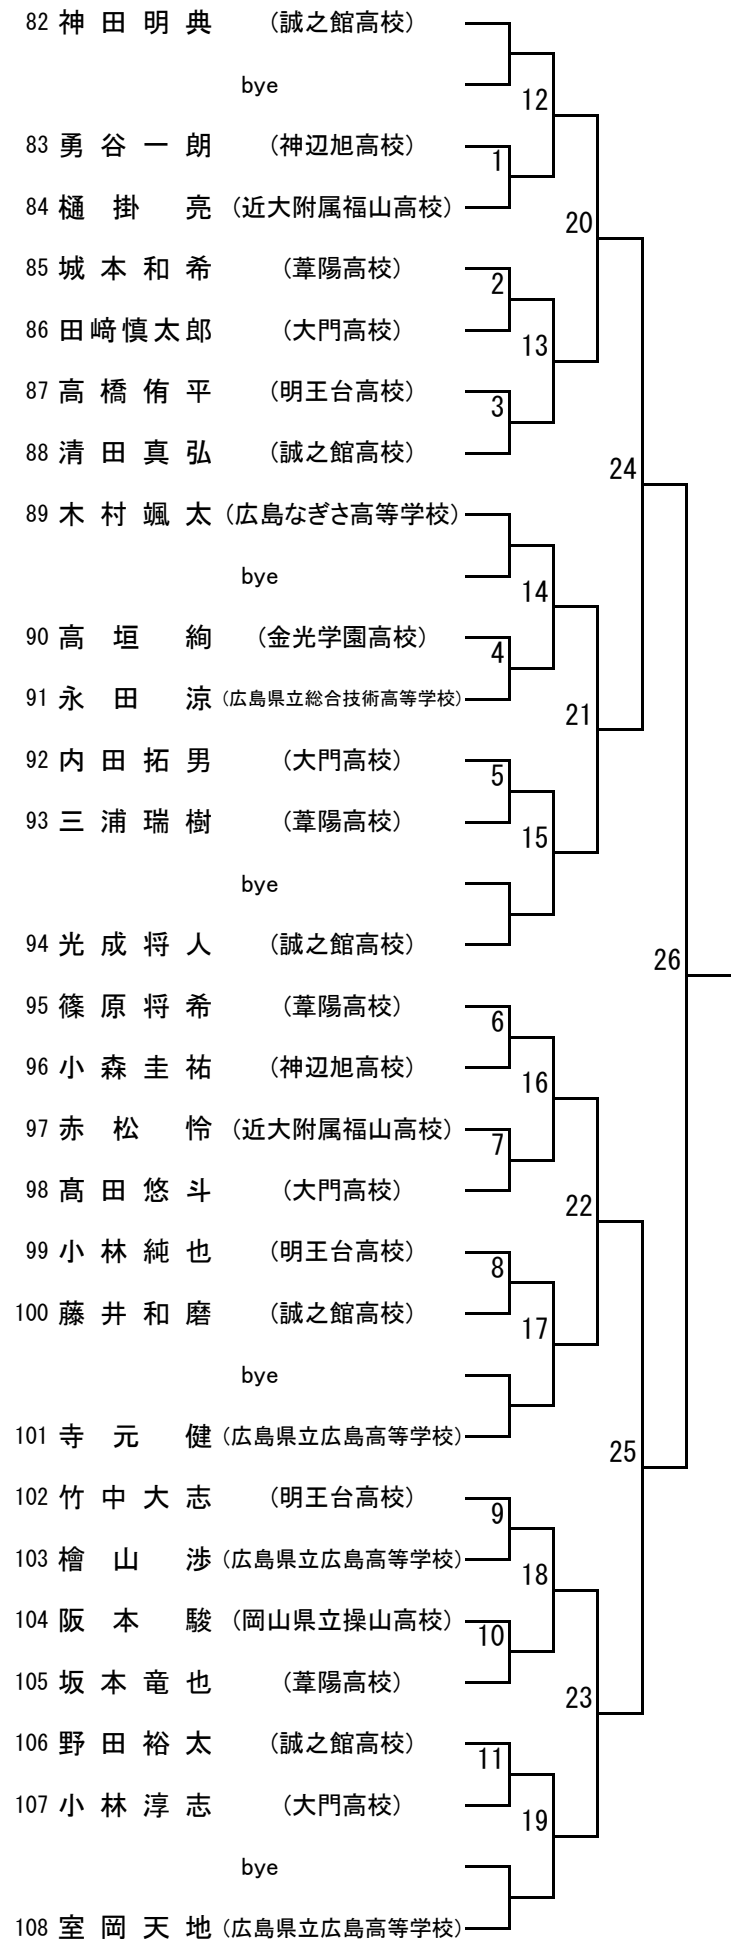 82 神田明典 (誠之館高校)
bye
12
83 勇谷一朗 (神辺旭高校)
1
84 樋掛亮 (近大附属福山高校)
20
85 城本和希 (葦陽高校)
2
86 田﨑慎太郎 (大門高校)
13
87 高橋侑平 (明王台高校)
3
88 清田真弘 (誠之館高校)
24
89 木村颯太 (広島なぎさ高等学校)
bye
14
90 高垣絢 (金光学園高校)
4
91 永田涼 (広島県立総合技術高等学校)
21
92 内田拓男 (大門高校)
5
93 三浦瑞樹 (葦陽高校)
15
bye
94 光成将人 (誠之館高校)
26
95 篠原将希 (葦陽高校)
6
96 小森圭祐 (神辺旭高校)
16
97 赤松怜 (近大附属福山高校)
7
98 髙田悠斗 (大門高校)
22
99 小林純也 (明王台高校)
8
100 藤井和磨 (誠之館高校)
17
bye
101 寺元健 (広島県立広島高等学校)
25
102 竹中大志 (明王台高校)
9
103 檜山渉 (広島県立広島高等学校)
18
104 阪本駿 (岡山県立操山高校)
10
105 坂本竜也 (葦陽高校)
23
106 野田裕太 (誠之館高校)
11
107 小林淳志 (大門高校)
19
bye
108 室岡天地 (広島県立広島高等学校)